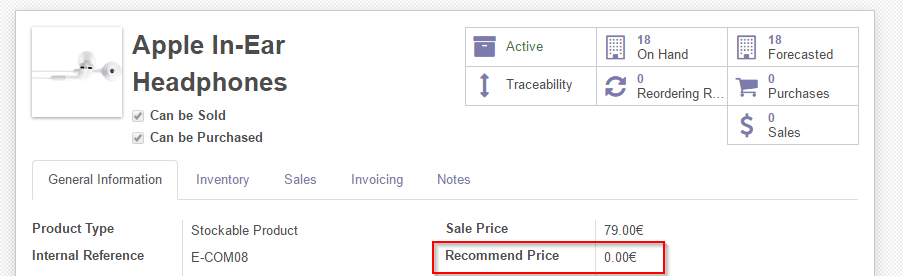 Apple In-Ear
Headphones
Can be Sold
Can be Purchased
Active
18
On Hand
18
Forecasted
Traceability
0
Reordering R...
0
Purchases
0
Sales
General Information Inventory Sales Invoicing Notes
Product Type Stockable Product Sale Price 79.00€
Internal Reference E-COM08 Recommend Price 0.00€